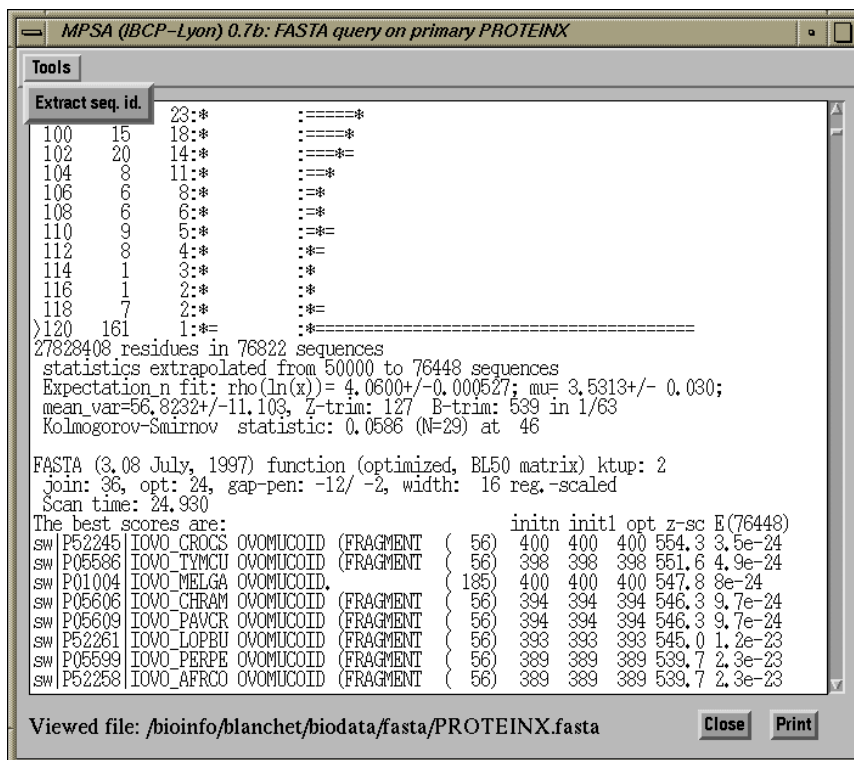 MPSA (IBCP-Lyon) 0.7b: FASTA query on primary PROTEINX
Tools
Extract seq. id.
23:* :=====*
100 15 18:* :====*
102 20 14:* :===*=
104 8 11:* :==*
106 6 8:* :=*
108 6 6:* :=*
110 9 5:* :=*=
112 8 4:* :*=
114 1 3:* :*
116 1 2:* :*
118 7 2:* :*=
>120 161 1:*= :*=======================================
27828408 residues in 76822 sequences
statistics extrapolated from 50000 to 76448 sequences
Expectation_n fit: rho(ln(x))= 4.0600+/-0.000527; mu= 3.5313+/- 0.030;
mean_var=56.8232+/-11.103, Z-trim: 127 B-trim: 539 in 1/63
Kolmogorov-Smirnov statistic: 0.0586 (N=29) at 46
FASTA (3.08 July, 1997) function (optimized, BL50 matrix) ktup: 2
join: 36, opt: 24, gap-pen: -12/ -2, width: 16 reg.-scaled
Scan time: 24.930
The best scores are: initn init1 opt z-sc E(76448)
sw|P52245|IOVO_CROCS OVOMUCOID (FRAGMENT ( 56) 400 400 400 554.3 3.5e-24
sw|P05586|IOVO_TYMCU OVOMUCOID (FRAGMENT ( 56) 398 398 398 551.6 4.9e-24
sw|P01004|IOVO_MELGA OVOMUCOID. ( 185) 400 400 400 547.8 8e-24
sw|P05606|IOVO_CHRAM OVOMUCOID (FRAGMENT ( 56) 394 394 394 546.3 9.7e-24
sw|P05609|IOVO_PAVCR OVOMUCOID (FRAGMENT ( 56) 394 394 394 546.3 9.7e-24
sw|P52261|IOVO_LOPBU OVOMUCOID (FRAGMENT ( 56) 393 393 393 545.0 1.2e-23
sw|P05599|IOVO_PERPE OVOMUCOID (FRAGMENT ( 56) 389 389 389 539.7 2.3e-23
sw|P52258|IOVO_AFRCO OVOMUCOID (FRAGMENT ( 56) 389 389 389 539.7 2.3e-23
Viewed file: /bioinfo/blanchet/biodata/fasta/PROTEINX.fasta
Close
Print